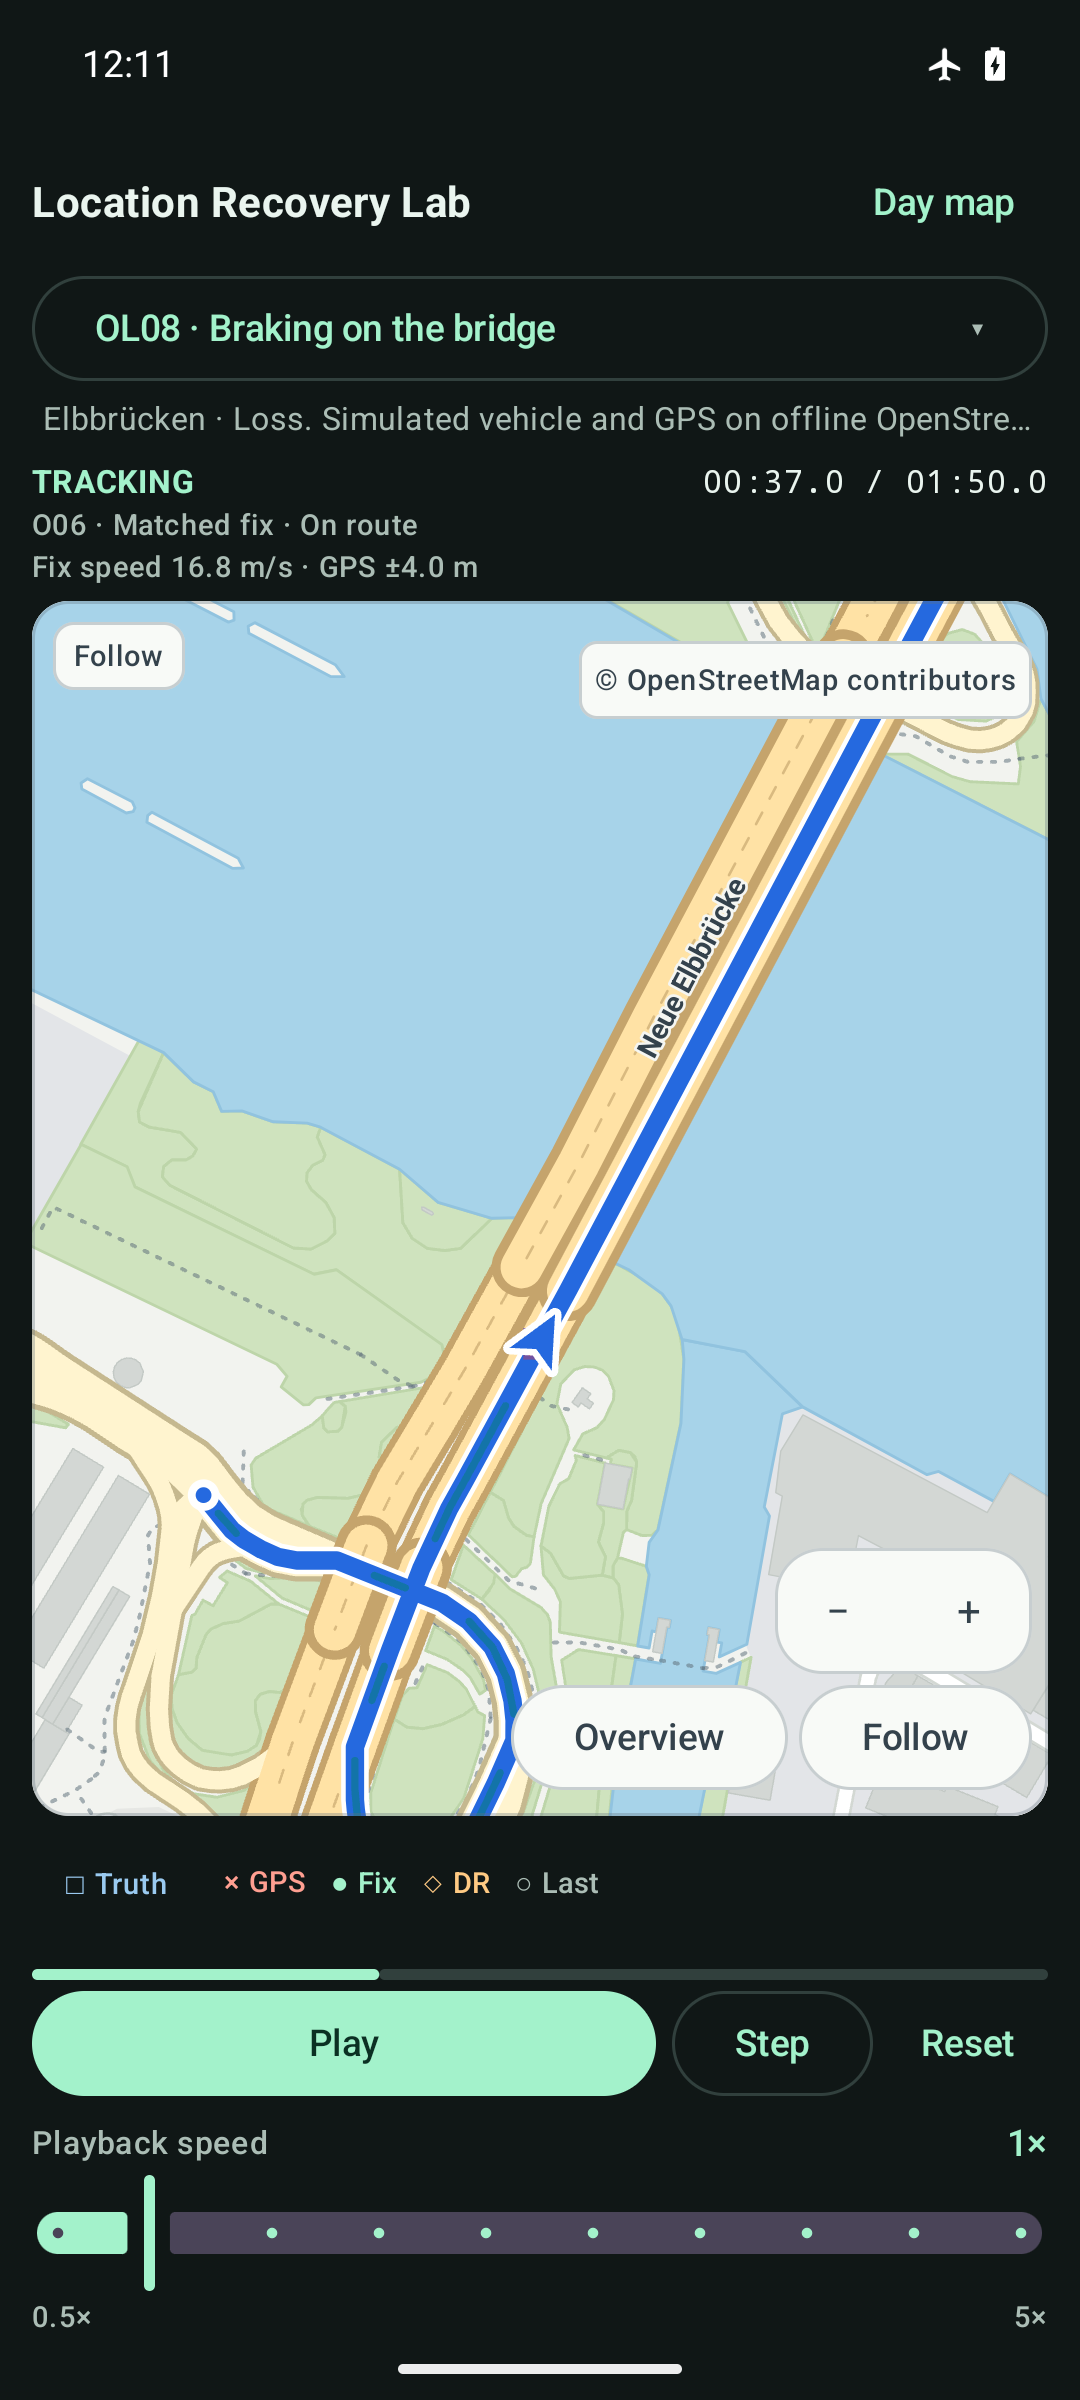 12:11
Location Recovery Lab
Day map
OL08 · Braking on the bridge
Elbbrücken · Loss. Simulated vehicle and GPS on offline OpenStre...
TRACKING
00:37.0 / 01:50.0
O06 · Matched fix · On route
Fix speed 16.8 m/s · GPS ±4.0 m
Follow
© OpenStreetMap contributors
Neue Elbbrücke
− +
Overview
Follow
□ Truth × GPS ● Fix ◇ DR ○ Last
Play
Step
Reset
Playback speed
1×
0.5×
5×